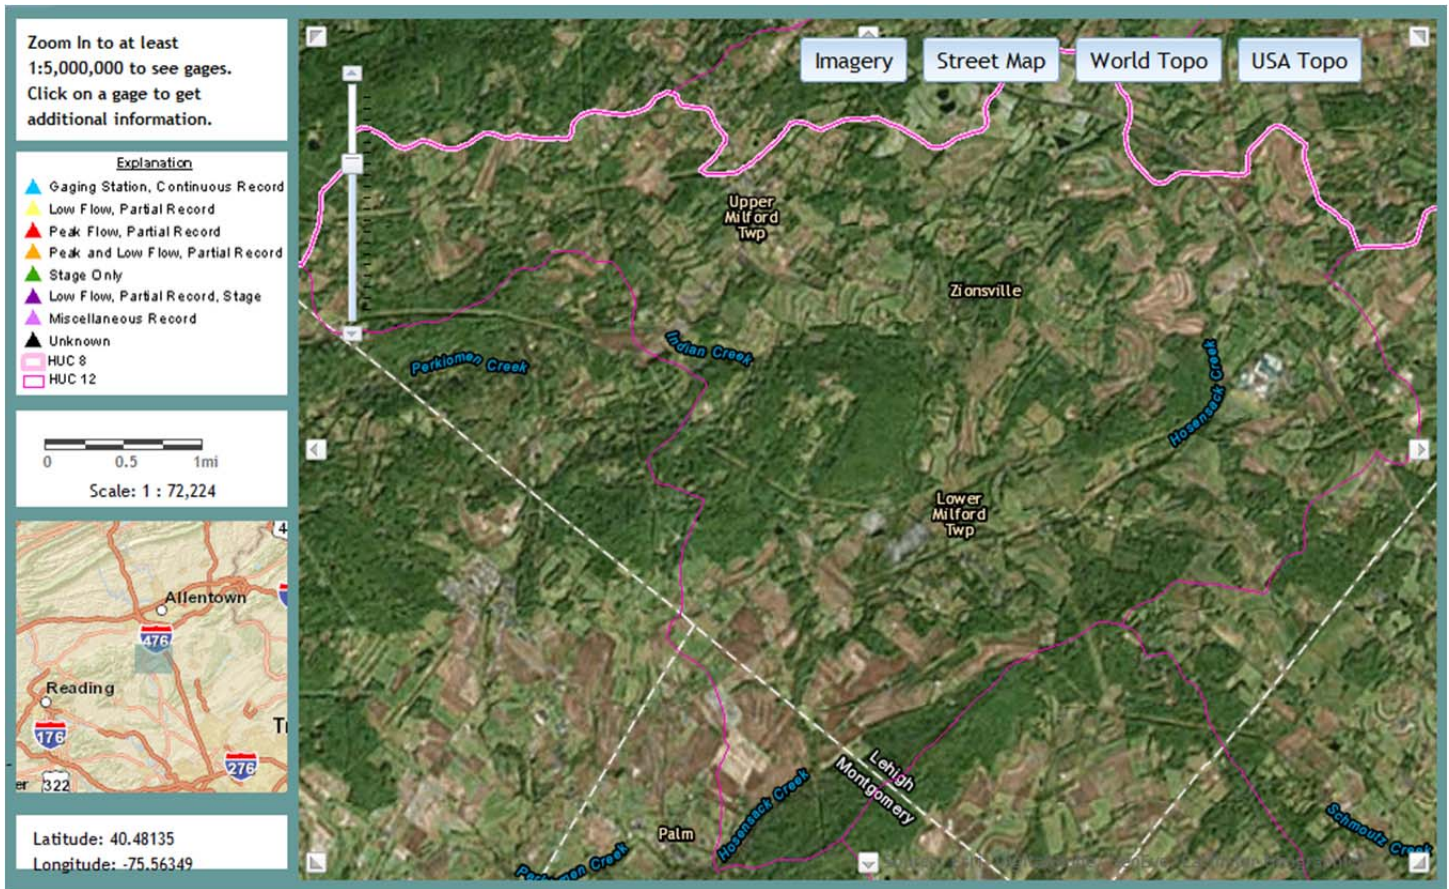 Zoom In to at least
1:5,000,000 to see gages.
Click on a gage to get
additional information.
Explanation
Gaging Station, Continuous Record
Low Flow, Partial Record
Peak Flow, Partial Record
Peak and Low Flow, Partial Record
Stage Only
Low Flow, Partial Record, Stage
Miscellaneous Record
Unknown
HUC 8
HUC 12
0 0.5 1mi
Scale: 1 : 72,224
4
Allentown
476
Reading
176
276
322
er
Latitude: 40.48135
Longitude: -75.56349
Imagery
Street Map
World Topo
USA Topo
Upper
Milford
Twp
Zionsville
Indian Creek
Perkiomen Creek
Hosensack Creek
Lower
Milford
Twp
Lehigh
Montgomery
Hosensack Creek
Palm
Perkiomen Creek
Schmoutz Creek